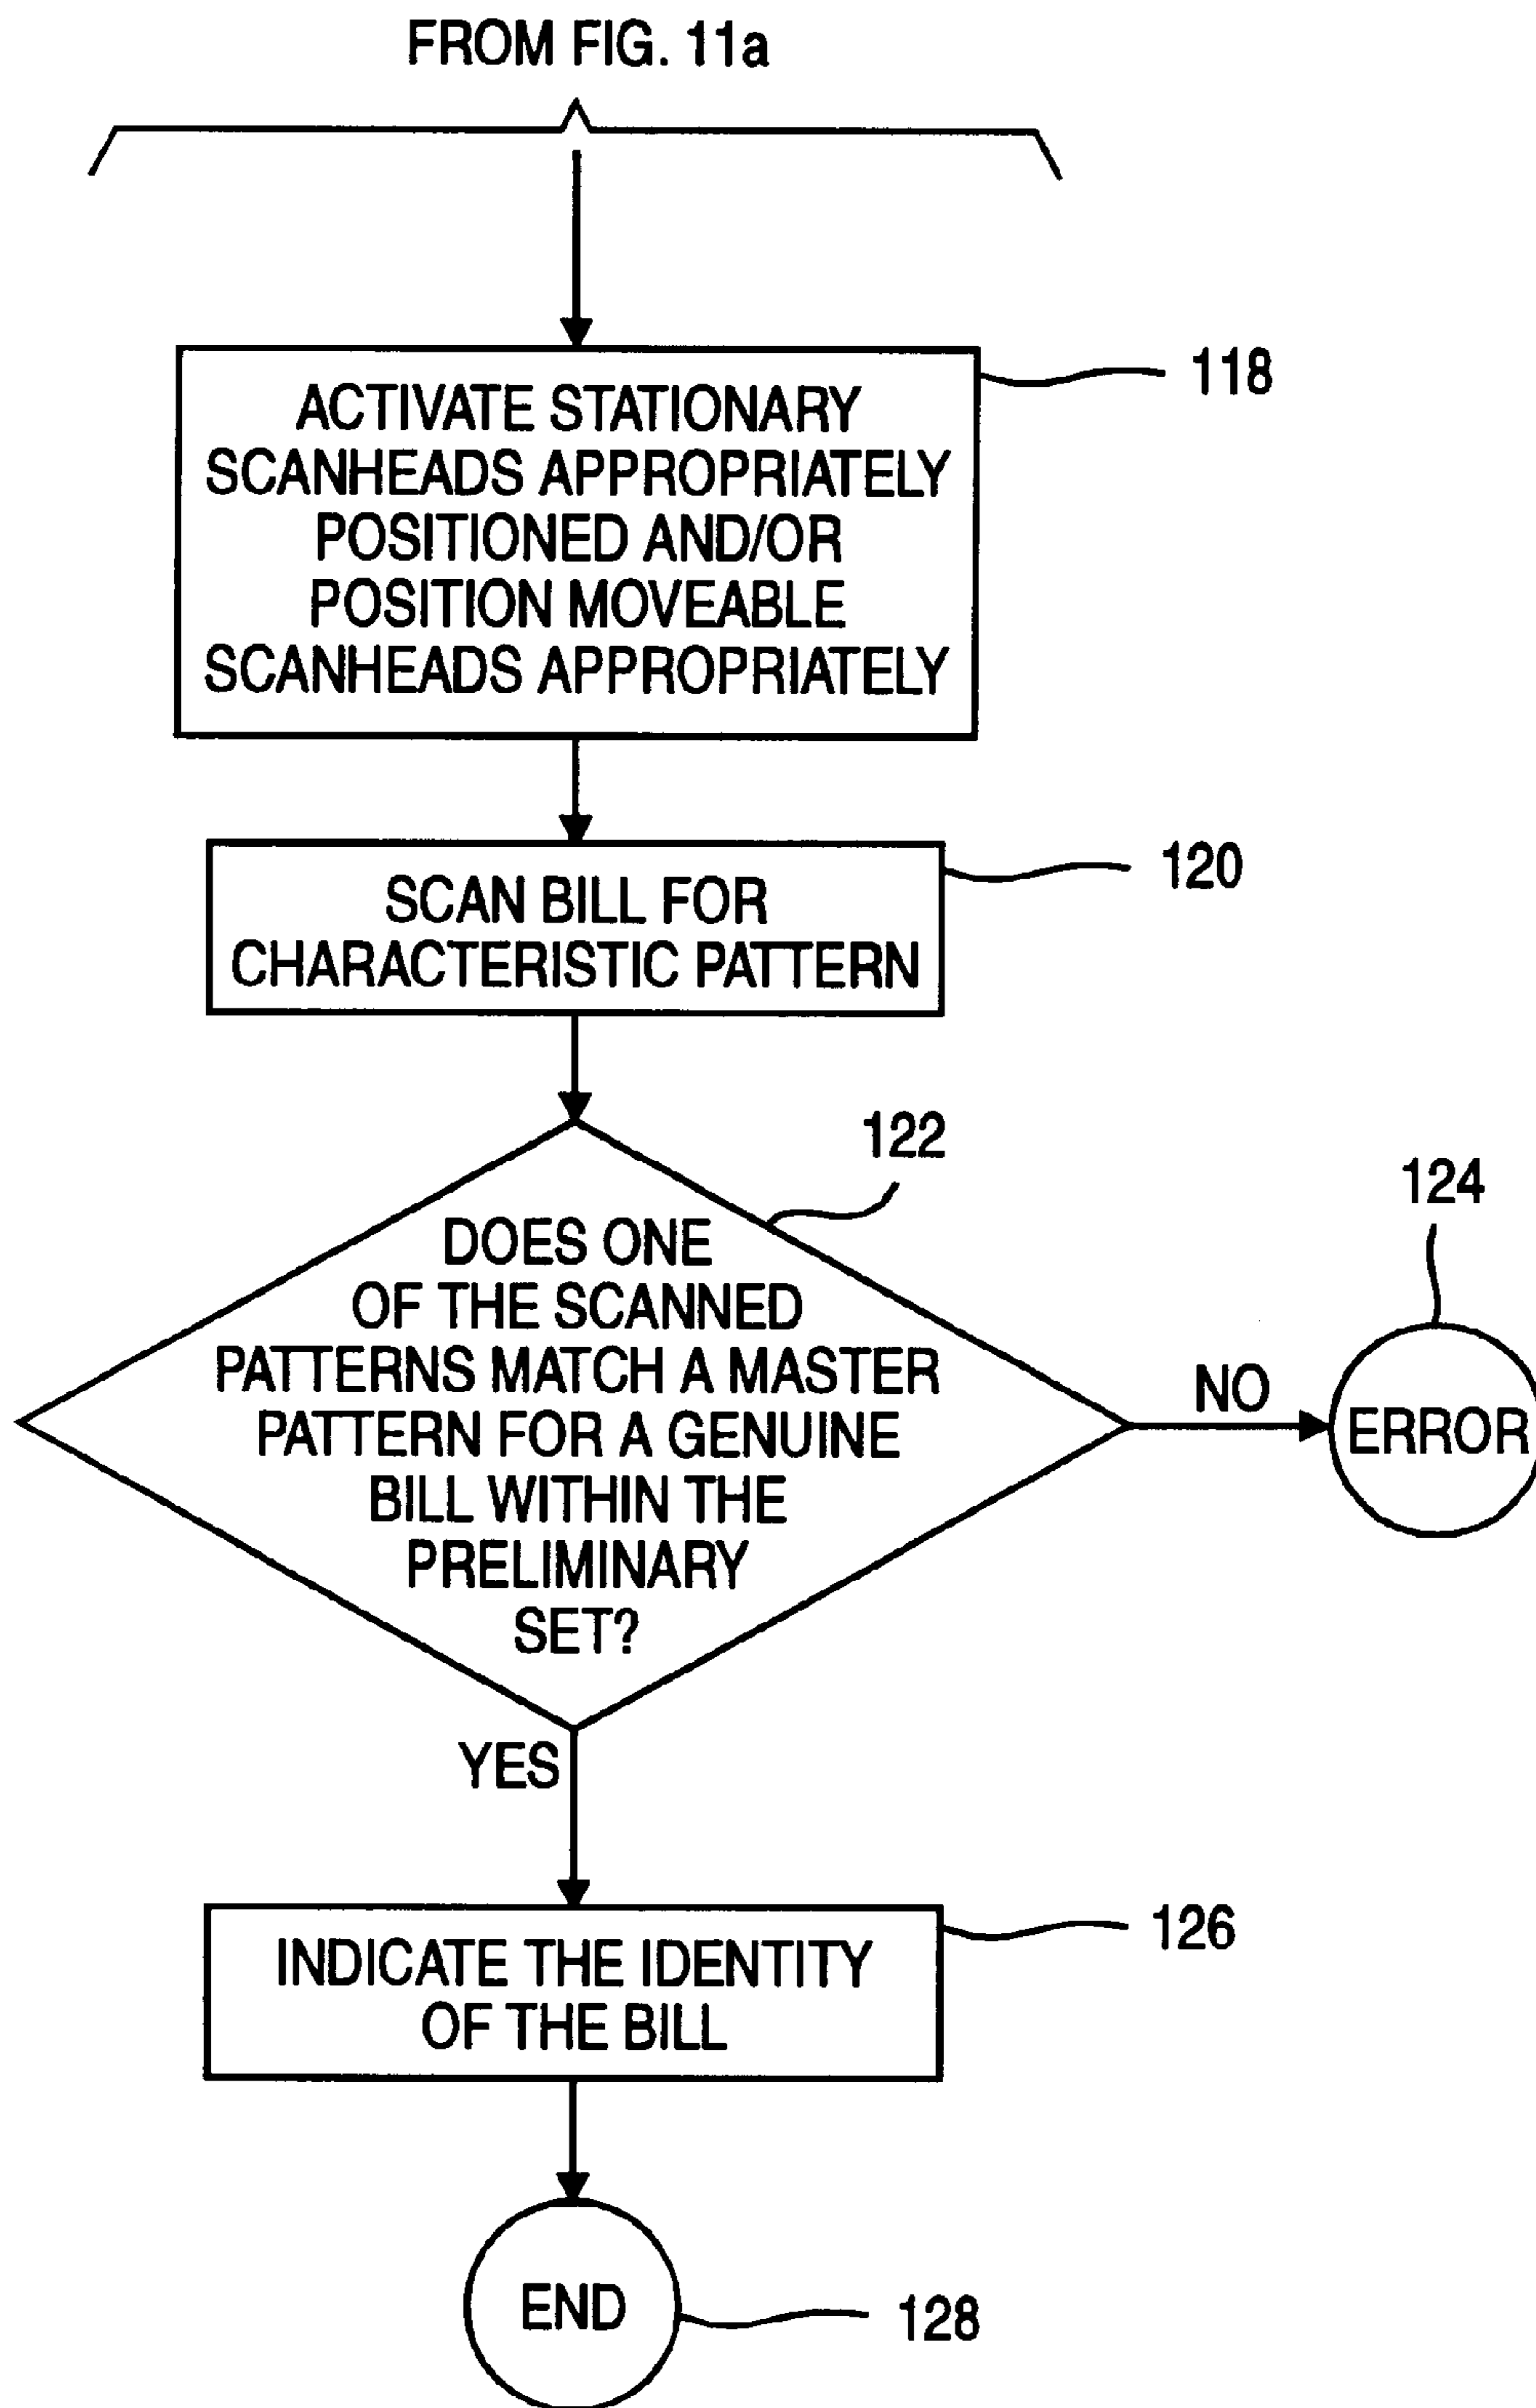 FROM FIG. 11a
ACTIVATE STATIONARY
SCANHEADS APPROPRIATELY
POSITIONED AND/OR
POSITION MOVEABLE
SCANHEADS APPROPRIATELY
118
SCAN BILL FOR
CHARACTERISTIC PATTERN
120
122
DOES ONE
OF THE SCANNED
PATTERNS MATCH A MASTER
PATTERN FOR A GENUINE
BILL WITHIN THE
PRELIMINARY
SET?
NO
124
ERROR
YES
INDICATE THE IDENTITY
OF THE BILL
126
END
128